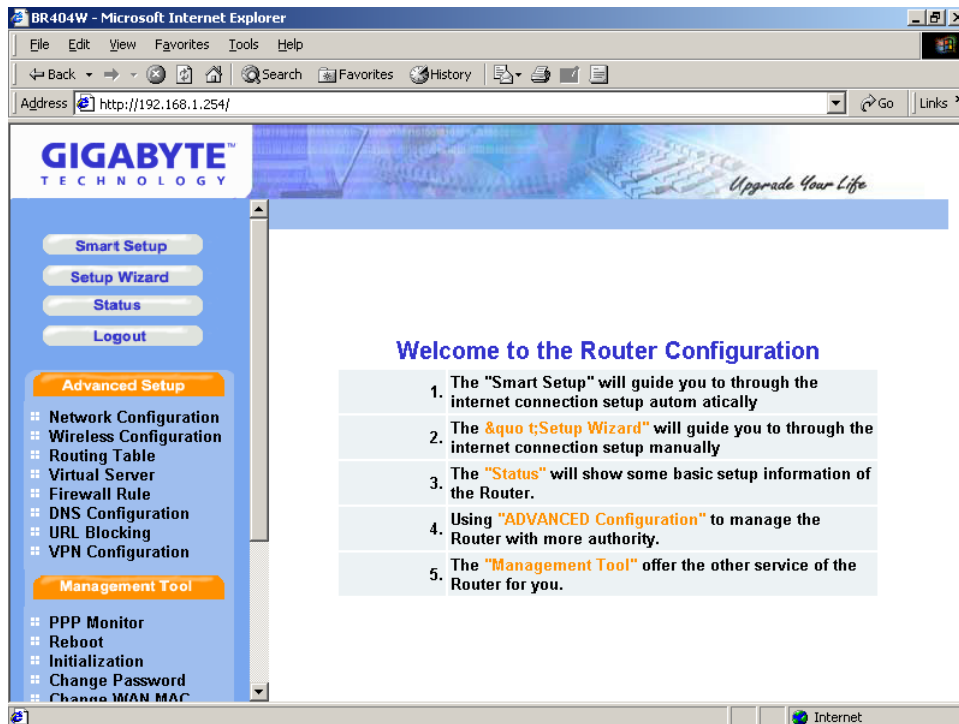 BR404W - Microsoft Internet Explorer
File Edit View Favorites Tools Help
Back Search Favorites History
Address http://192.168.1.254/ Go Links
GIGABYTE™
TECHNOLOGY
Upgrade Your Life
Smart Setup
Setup Wizard
Status
Logout
Advanced Setup
Network Configuration
Wireless Configuration
Routing Table
Virtual Server
Firewall Rule
DNS Configuration
URL Blocking
VPN Configuration
Management Tool
PPP Monitor
Reboot
Initialization
Change Password
Change WAN MAC
Welcome to the Router Configuration
1. The "Smart Setup" will guide you to through the
internet connection setup autom atically
2. The &quo t;Setup Wizard" will guide you to through the
internet connection setup manually
3. The "Status" will show some basic setup information of
the Router.
4. Using "ADVANCED Configuration" to manage the
Router with more authority.
5. The "Management Tool" offer the other service of the
Router for you.
Internet